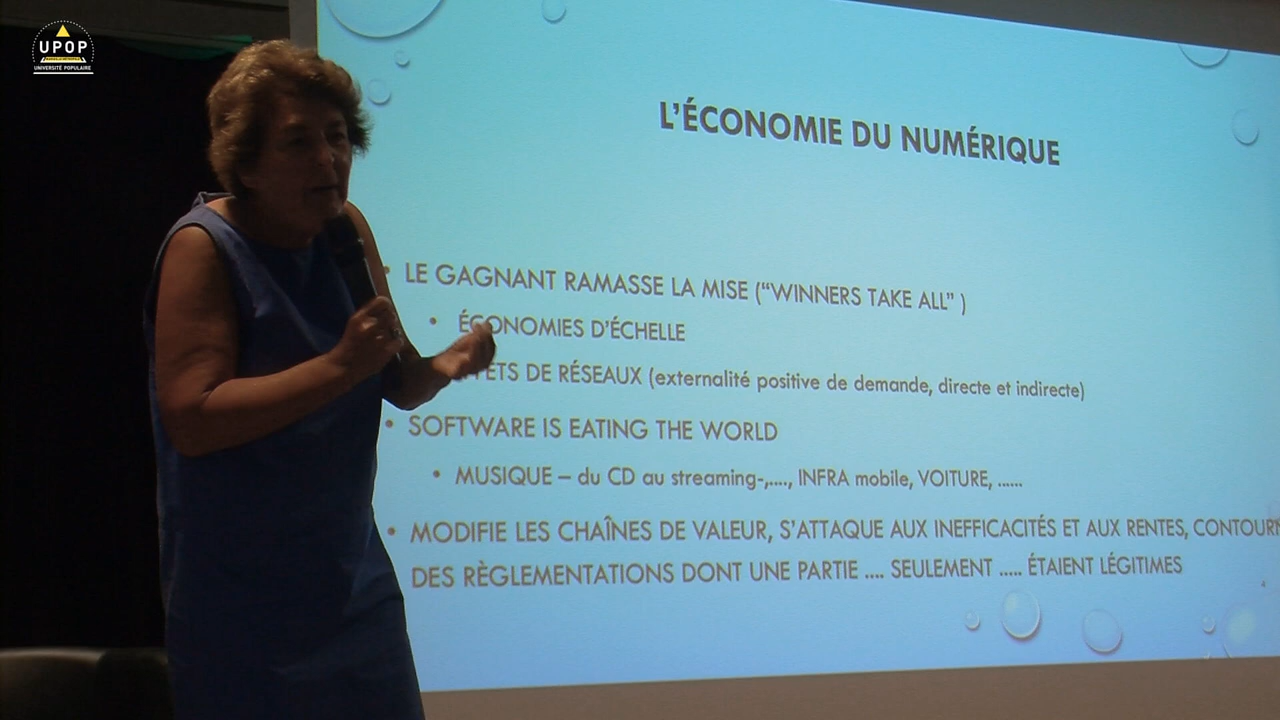 UPOP
UNIVERSITÉ POPULAIRE
L'ÉCONOMIE DU NUMÉRIQUE
• LE GAGNANT RAMASSE LA MISE (“WINNERS TAKE ALL” )
• ÉCONOMIES D'ÉCHELLE
DE RÉSEAUX (externalité positive de demande, directe et indirecte)
• SOFTWARE IS EATING THE WORLD
• MUSIQUE – du CD au streaming-,...., INFRA mobile, VOITURE, ......
• MODIFIE LES CHAÎNES DE VALEUR, S'ATTAQUE AUX INEFFICACITÉS ET AUX RENTES,
DES RÈGLEMENTATIONS DONT UNE PARTIE .... SEULEMENT ..... ÉTAIENT LÉGITIMES